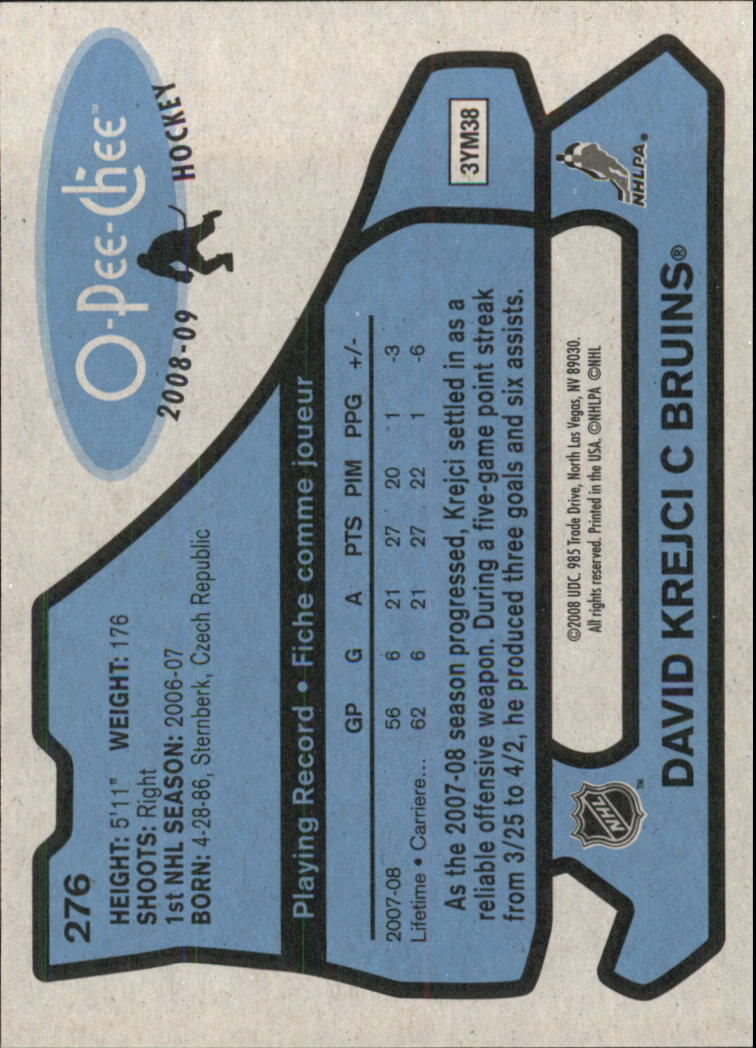 O-Pee-Chee™
2008-09 HOCKEY
276
HEIGHT: 5'11" WEIGHT: 176
SHOOTS: Right
1st NHL SEASON: 2006-07
BORN: 4-28-86, Sternberk, Czech Republic
3YM38
Playing Record • Fiche comme joueur
GP G A PTS PIM PPG +/-
2007-08 56 6 21 27 20 1 -3
Lifetime • Carriere... 62 6 21 27 22 1 -6
As the 2007-08 season progressed, Krejci settled in as a
reliable offensive weapon. During a five-game point streak
from 3/25 to 4/2, he produced three goals and six assists.
NHL™
©2008 UDC. 985 Trade Drive, North Las Vegas, NV 89030.
All rights reserved. Printed in the USA. ©NHLPA ©NHL
NHLPA®
DAVID KREJCI C BRUINS®